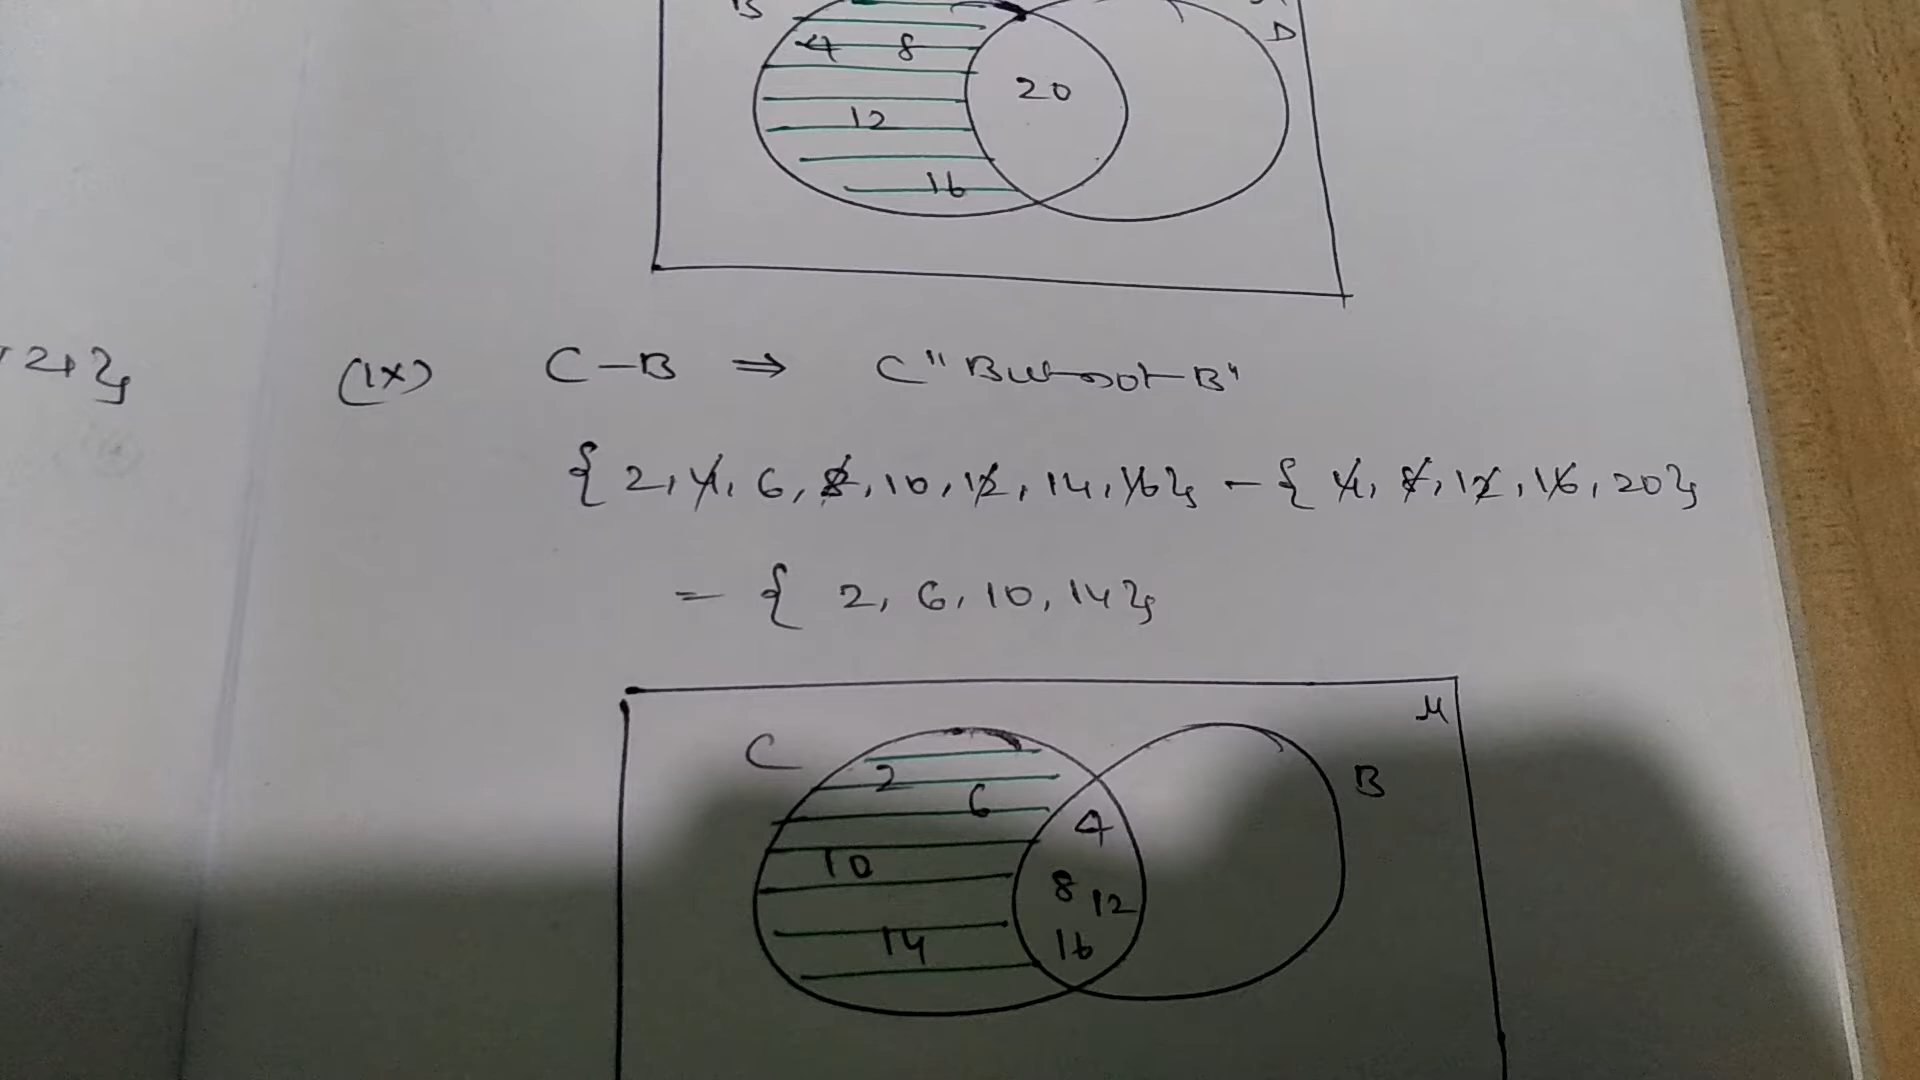 B
D
4 8
20
12
16
(ix) C - B ⇒ C "But not B"
{ 2, 4, 6, 8, 10, 12, 14, 16} - { 4, 8, 12, 16, 20}
= { 2, 6, 10, 14}
μ
C
B
2 6
4
10
8 12
14 16